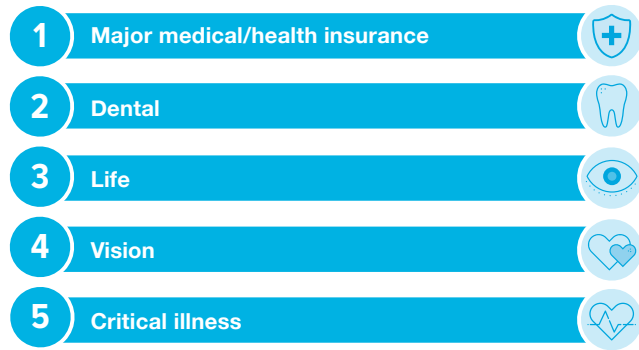 1 Major medical/health insurance
2 Dental
3 Life
4 Vision
5 Critical illness